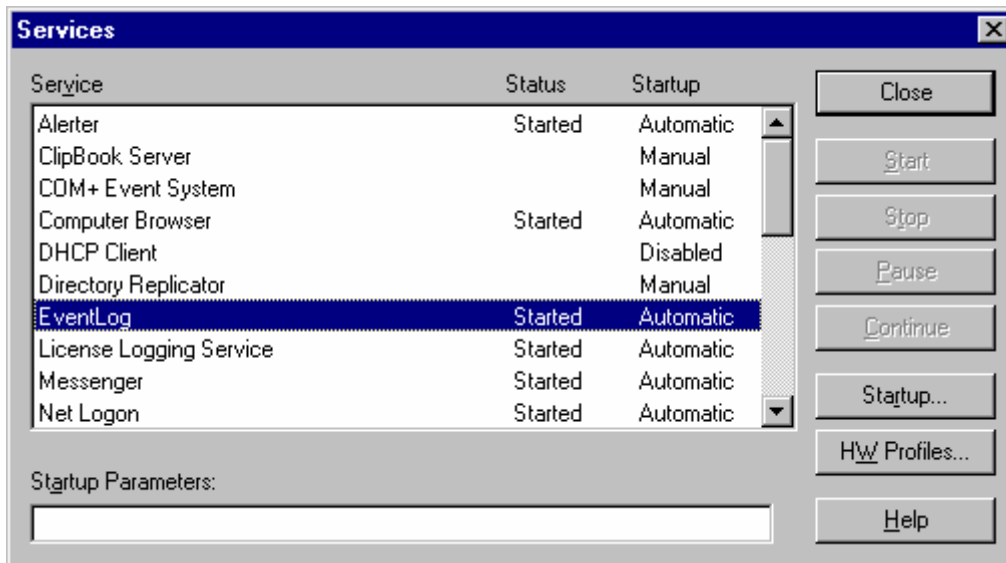 Services
Service Status Startup
Alerter Started Automatic
ClipBook Server Manual
COM+ Event System Manual
Computer Browser Started Automatic
DHCP Client Disabled
Directory Replicator Manual
EventLog Started Automatic
License Logging Service Started Automatic
Messenger Started Automatic
Net Logon Started Automatic
Startup Parameters:
Close
Start
Stop
Pause
Continue
Startup...
HW Profiles...
Help